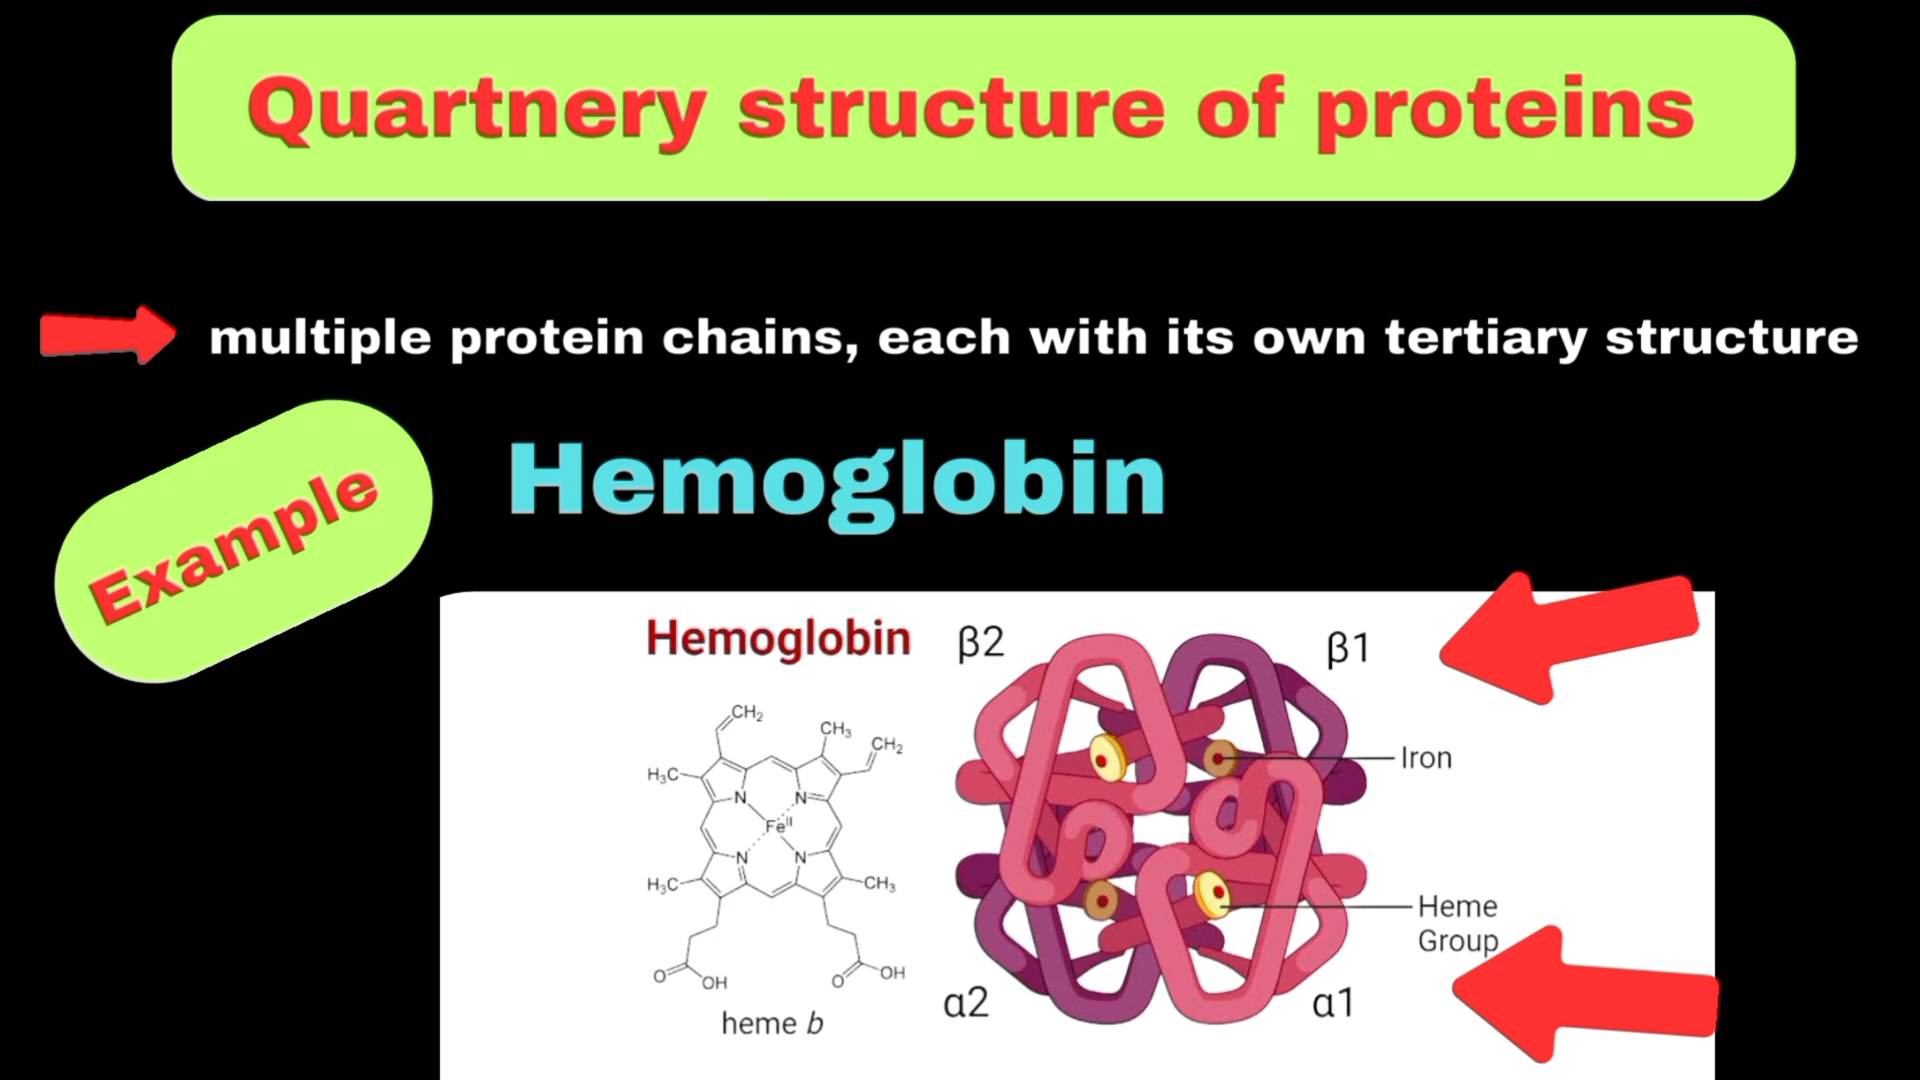 Quartnery structure of proteins
multiple protein chains, each with its own tertiary structure
Example
Hemoglobin
Hemoglobin
β2
β1
CH₂
CH₃
CH₂
H₃C
N
N
Feᴵᴵ
N
N
H₃C
CH₃
O
OH
O
OH
heme b
Iron
Heme
Group
α2
α1